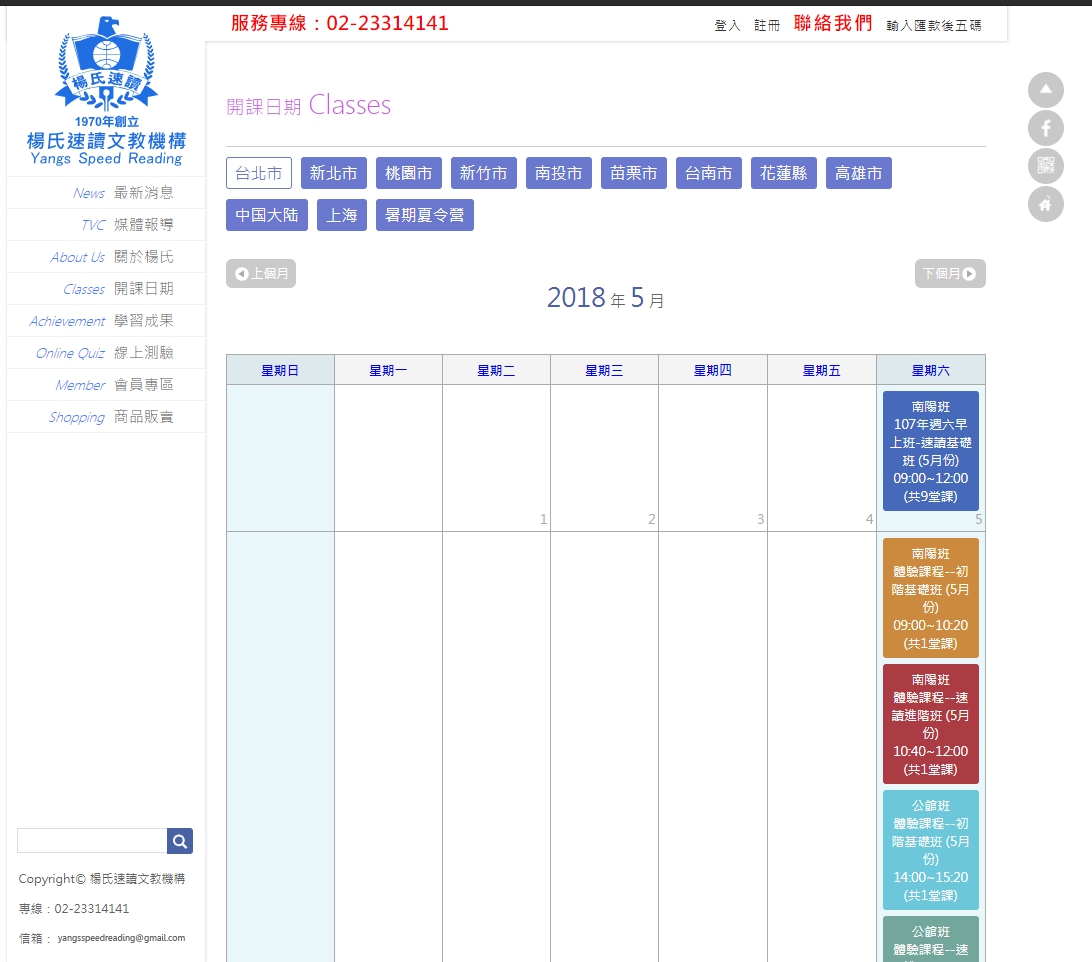 服務專線：02-23314141
登入 註冊 聯絡我們 輸入匯款後五碼
楊氏速讀
1970年創立
楊氏速讀文教機構
Yangs Speed Reading
News 最新消息
TVC 媒體報導
About Us 關於楊氏
Classes 開課日期
Achievement 學習成果
Online Quiz 線上測驗
Member 會員專區
Shopping 商品販賣
Copyright© 楊氏速讀文教機構
專線：02-23314141
信箱： yangsspeedreading@gmail.com
開課日期 Classes
台北市 新北市 桃園市 新竹市 南投市 苗栗市 台南市 花蓮縣 高雄市
中国大陆 上海 暑期夏令營
上個月 下個月
2018 年 5 月
星期日 星期一 星期二 星期三 星期四 星期五 星期六
南陽班
107年週六早
上班-速讀基礎
班 (5月份)
09:00~12:00
(共9堂課)
1 2 3 4 5
南陽班
體驗課程--初
階基礎班 (5月
份)
09:00~10:20
(共1堂課)
南陽班
體驗課程--速
讀進階班 (5月
份)
10:40~12:00
(共1堂課)
公館班
體驗課程--初
階基礎班 (5月
份)
14:00~15:20
(共1堂課)
公館班
體驗課程--速